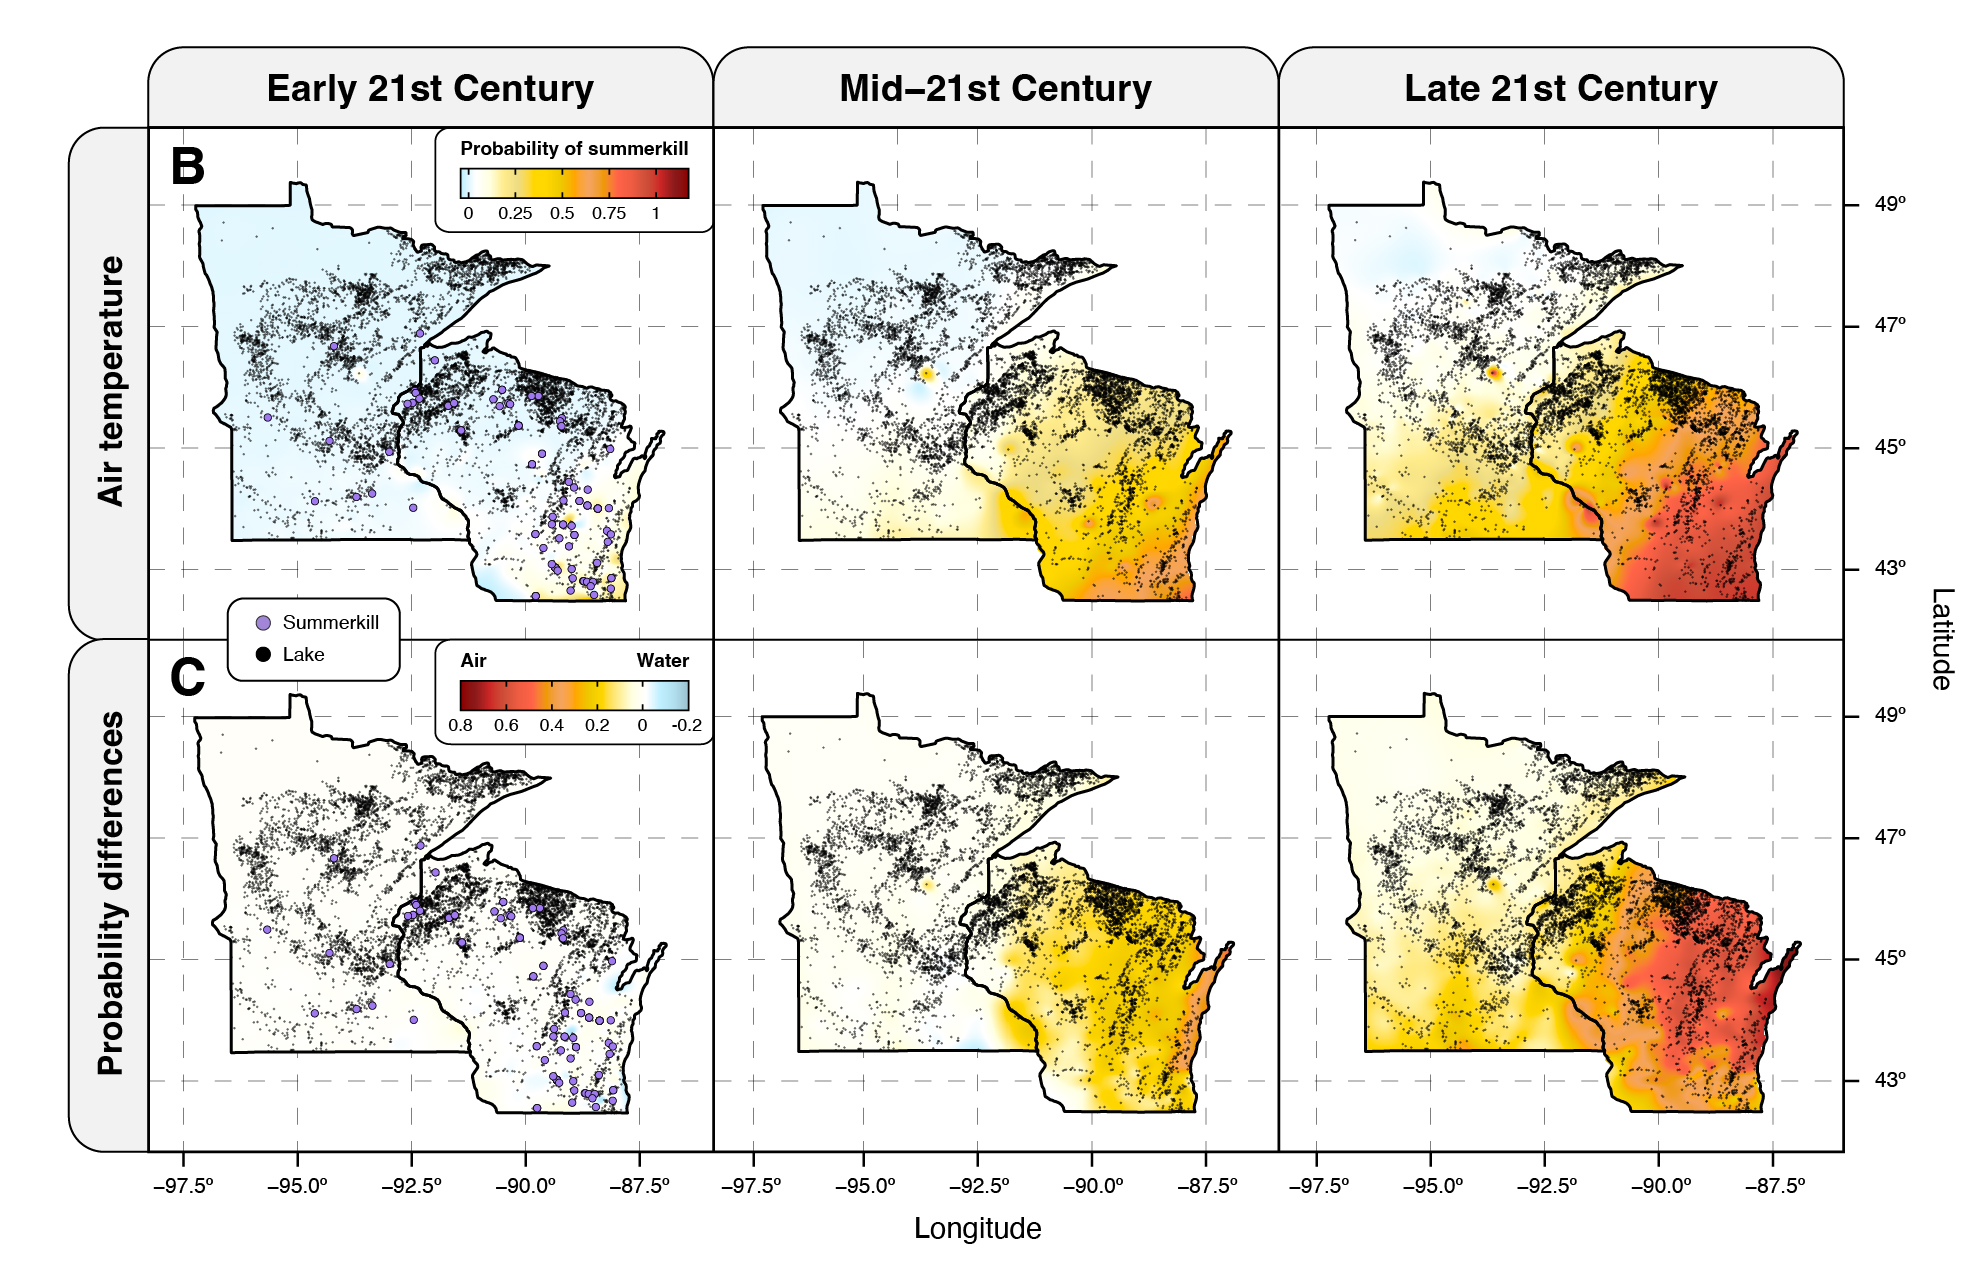 Early 21st Century
Mid–21st Century
Late 21st Century
Air temperature
B
Probability of summerkill
0 0.25 0.5 0.75 1
49º
47º
45º
43º
Summerkill
Lake
Latitude
Probability differences
C
Air Water
0.8 0.6 0.4 0.2 0 -0.2
49º
47º
45º
43º
–97.5º –95.0º –92.5º –90.0º –87.5º –97.5º –95.0º –92.5º –90.0º –87.5º –97.5º –95.0º –92.5º –90.0º –87.5º
Longitude